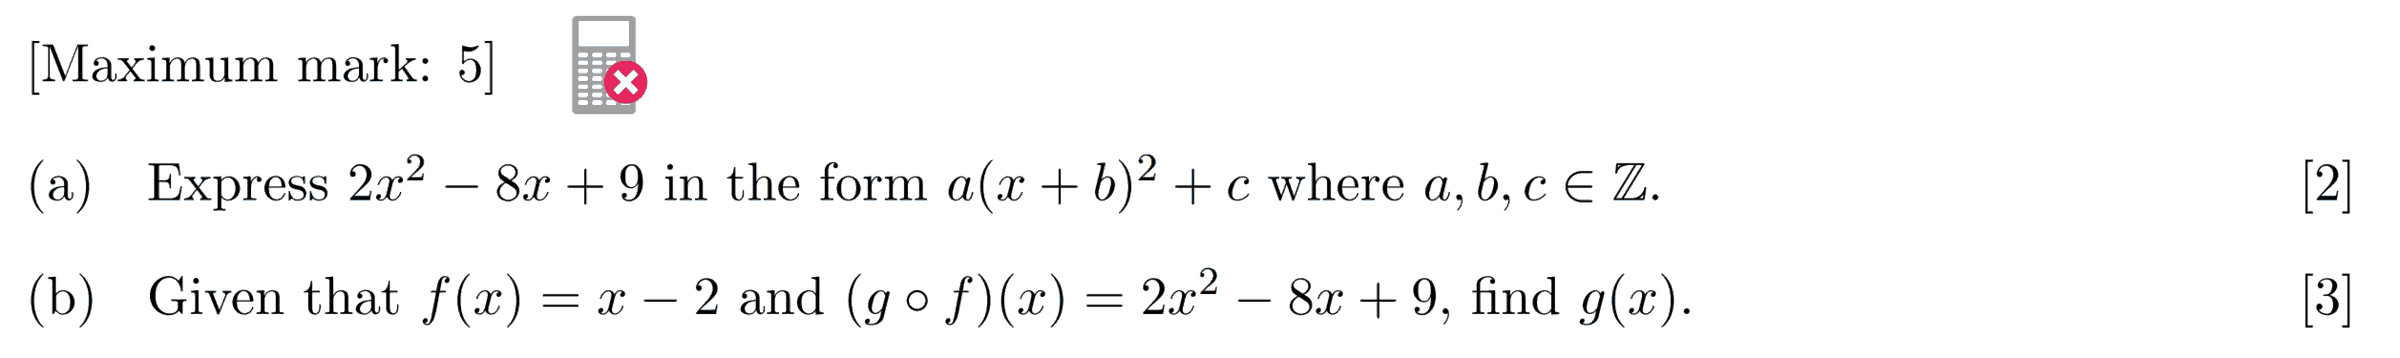 [Maximum mark: 5]
(a) Express 2x² − 8x + 9 in the form a(x + b)² + c where a, b, c ∈ ℤ. [2]
(b) Given that f(x) = x − 2 and (g ∘ f)(x) = 2x² − 8x + 9, find g(x). [3]